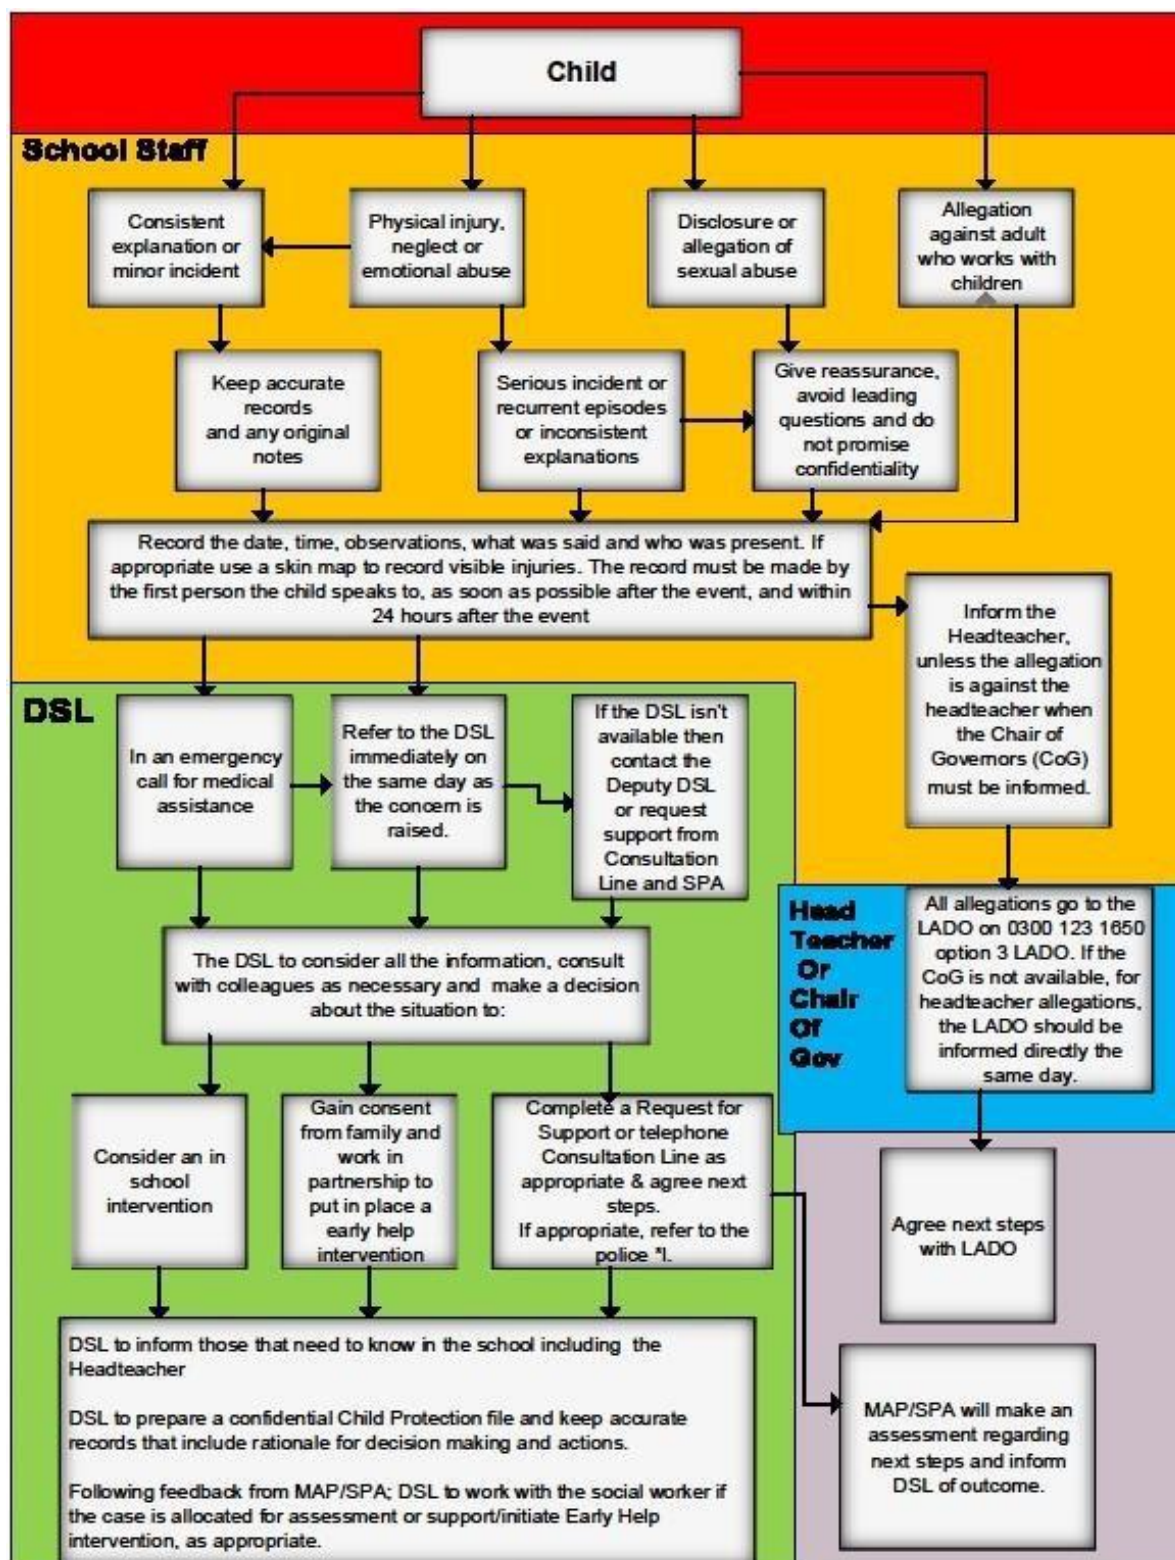 Child
School Staff
Consistent
explanation or
minor incident
Physical injury,
neglect or
emotional abuse
Disclosure or
allegation of
sexual abuse
Allegation
against adult
who works with
children
Keep accurate
records
and any original
notes
Serious incident or
recurrent episodes
or inconsistent
explanations
Give reassurance,
avoid leading
questions and do
not promise
confidentiality
Record the date, time, observations, what was said and who was present. If
appropriate use a skin map to record visible injuries. The record must be made by
the first person the child speaks to, as soon as possible after the event, and within
24 hours after the event
Inform the
Headteacher,
unless the allegation
is against the
headteacher when
the Chair of
Governors (CoG)
must be informed.
DSL
In an emergency
call for medical
assistance
Refer to the DSL
immediately on
the same day as
the concern is
raised.
If the DSL isn't
available then
contact the
Deputy DSL
or request
support from
Consultation
Line and SPA
Head
Teacher
Or
Chair
Of
Gov
All allegations go to the
LADO on 0300 123 1650
option 3 LADO. If the
CoG is not available, for
headteacher allegations,
the LADO should be
informed directly the
same day.
The DSL to consider all the information, consult
with colleagues as necessary and make a decision
about the situation to:
Consider an in
school
intervention
Gain consent
from family and
work in
partnership to
put in place a
early help
intervention
Complete a Request for
Support or telephone
Consultation Line as
appropriate & agree next
steps.
If appropriate, refer to the
police *I.
Agree next steps
with LADO
DSL to inform those that need to know in the school including the
Headteacher
DSL to prepare a confidential Child Protection file and keep accurate
records that include rationale for decision making and actions.
Following feedback from MAP/SPA; DSL to work with the social worker if
the case is allocated for assessment or support/initiate Early Help
intervention, as appropriate.
MAP/SPA will make an
assessment regarding
next steps and inform
DSL of outcome.